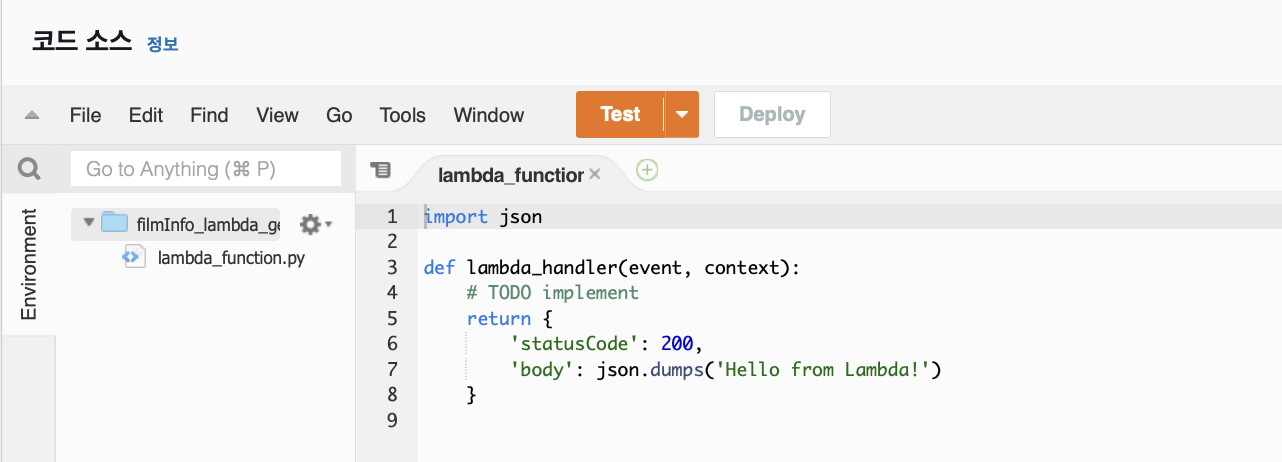 코드 소스 정보
File Edit Find View Go Tools Window Test Deploy
Go to Anything (⌘ P)
lambda_function
Environment
filmInfo_lambda_ge
lambda_function.py
1 import json
2
3 def lambda_handler(event, context):
4     # TODO implement
5     return {
6         'statusCode': 200,
7         'body': json.dumps('Hello from Lambda!')
8     }
9